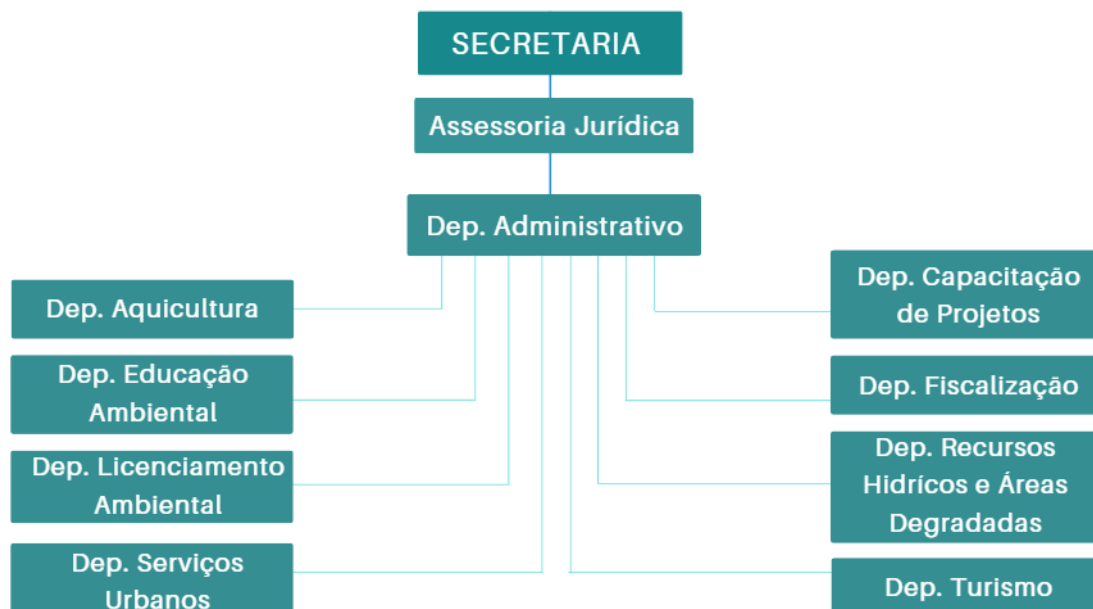 SECRETARIA
Assessoria Jurídica
Dep. Administrativo
Dep. Aquicultura
Dep. Educação
Ambiental
Dep. Licenciamento
Ambiental
Dep. Serviços
Urbanos
Dep. Capacitação
de Projetos
Dep. Fiscalização
Dep. Recursos
Hidrícos e Áreas
Degradadas
Dep. Turismo